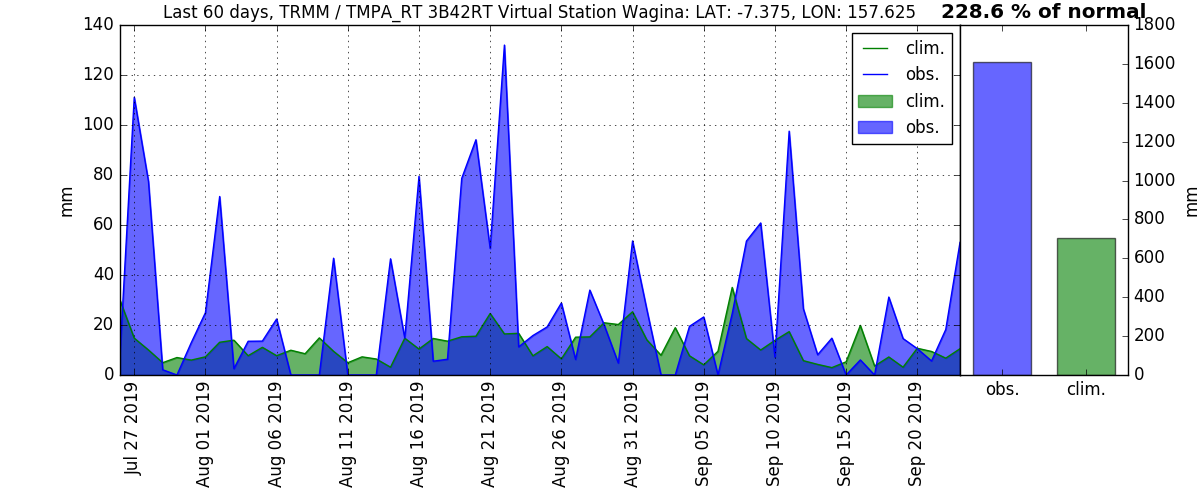 Last 60 days, TRMM / TMPA_RT 3B42RT Virtual Station Wagina: LAT: -7.375, LON: 157.625
228.6 % of normal
140
120
100
80
60
40
20
0
mm
clim.
obs.
clim.
obs.
Jul 27 2019
Aug 01 2019
Aug 06 2019
Aug 11 2019
Aug 16 2019
Aug 21 2019
Aug 26 2019
Aug 31 2019
Sep 05 2019
Sep 10 2019
Sep 15 2019
Sep 20 2019
1800
1600
1400
1200
1000
800
600
400
200
0
mm
obs.
clim.